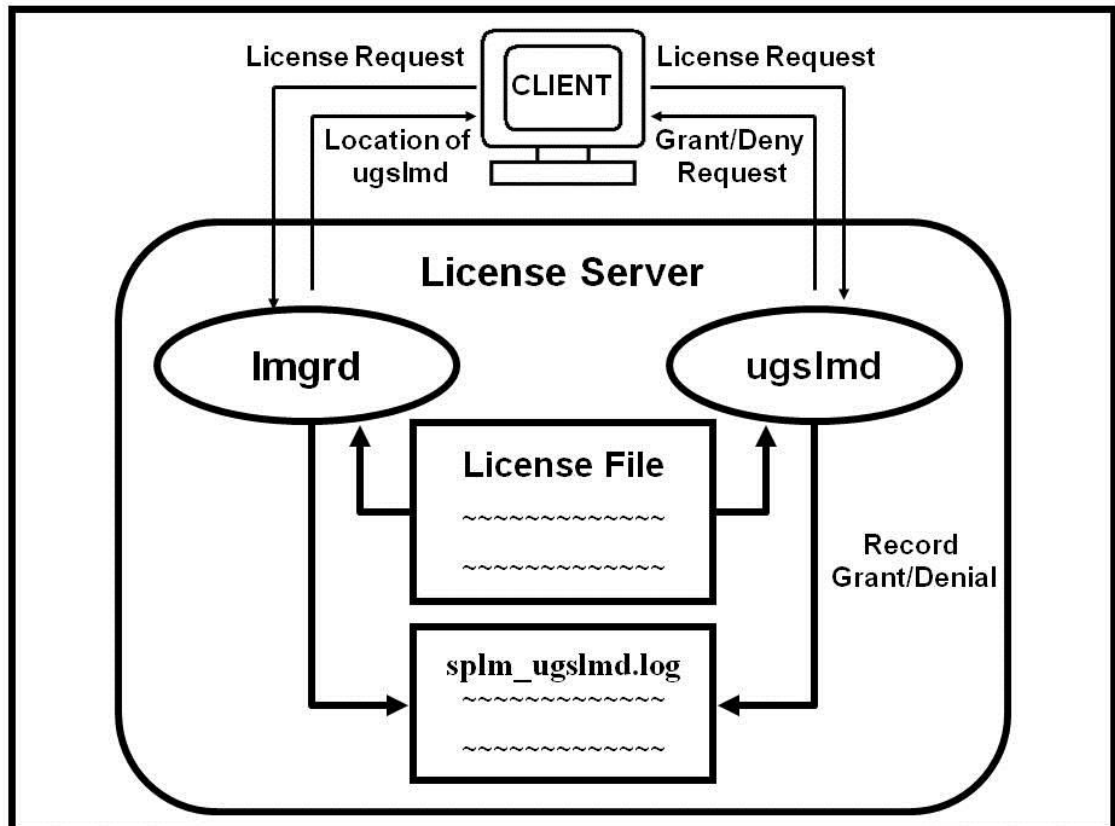 License Request
CLIENT
License Request
Location of
ugslmd
Grant/Deny
Request
License Server
lmgrd
ugslmd
License File
~~~~~~~~~~~~~
~~~~~~~~~~~~~
Record
Grant/Denial
splm_ugslmd.log
~~~~~~~~~~~~~
~~~~~~~~~~~~~